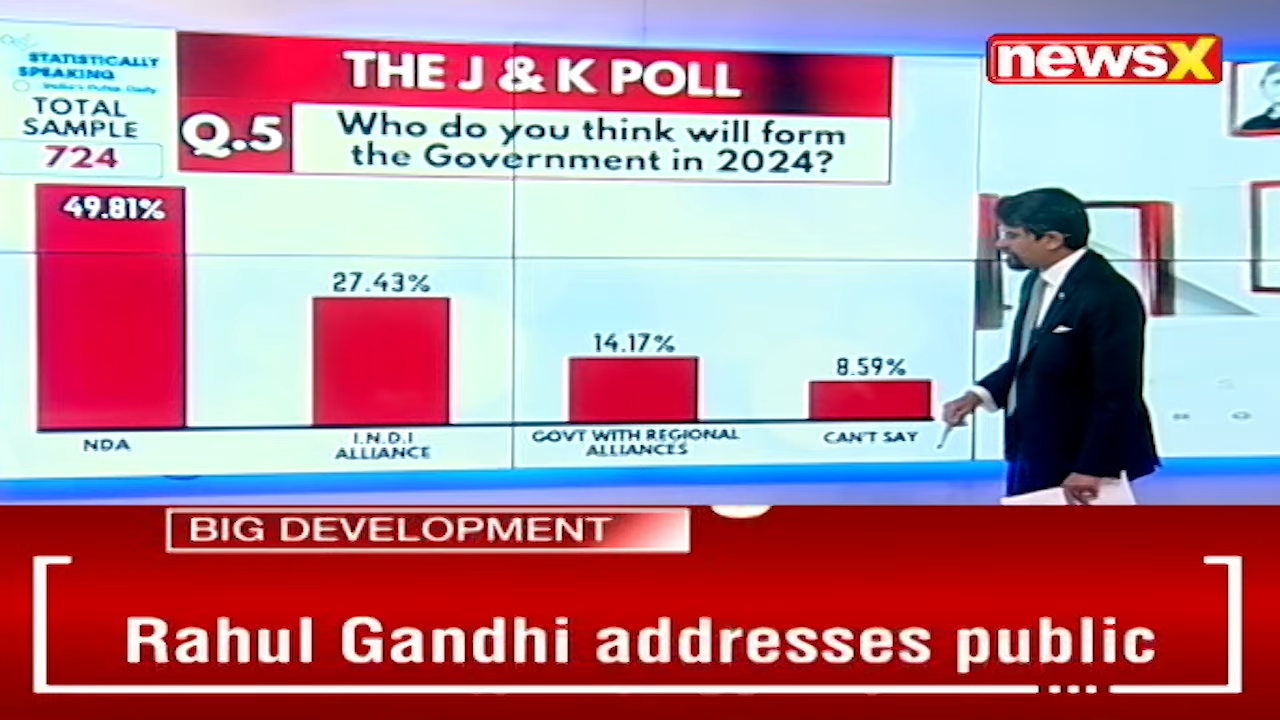 STATISTICALLY
SPEAKING
TOTAL
SAMPLE
724
THE J & K POLL
Q.5
Who do you think will form
the Government in 2024?
newsX
49.81%
27.43%
14.17%
8.59%
NDA
I.N.D.I
ALLIANCE
GOVT WITH REGIONAL
ALLIANCES
CAN'T SAY
BIG DEVELOPMENT
Rahul Gandhi addresses public